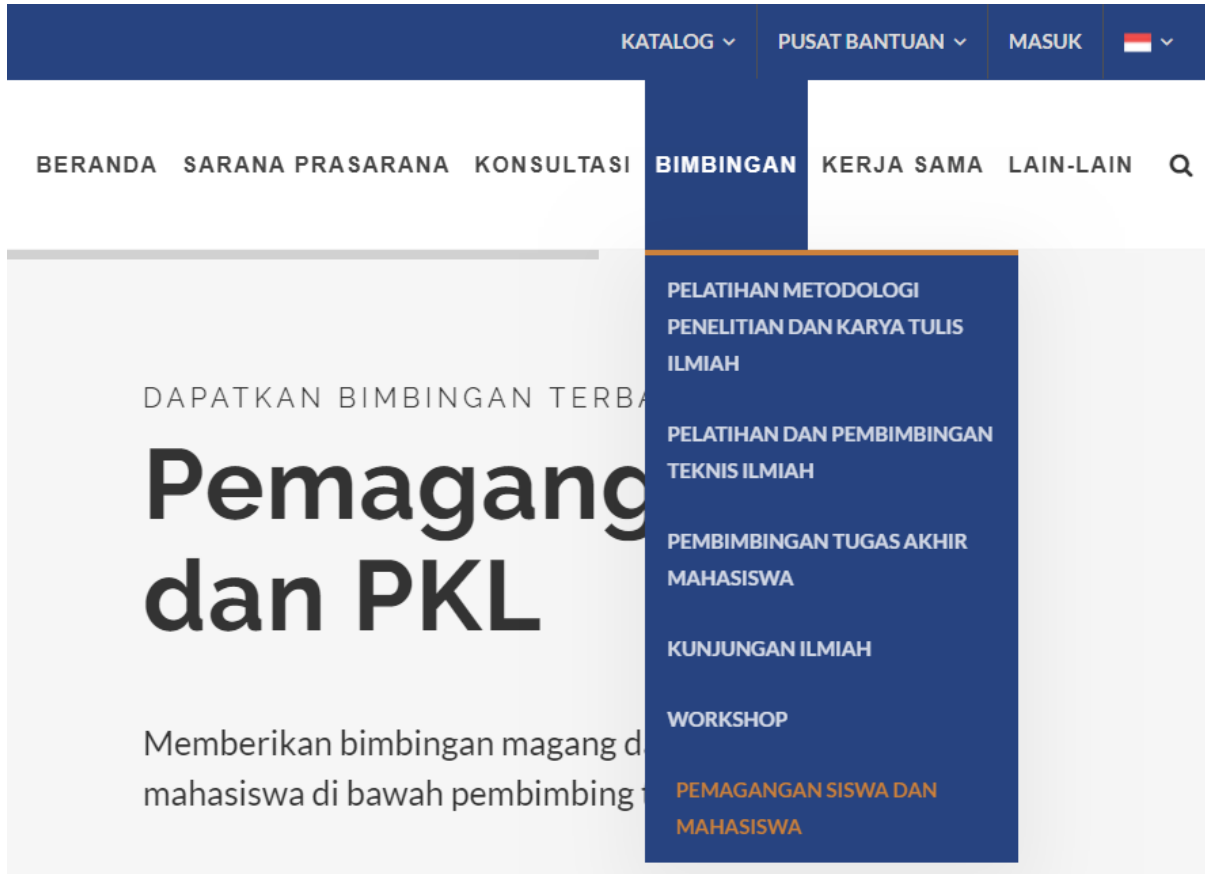 KATALOG PUSAT BANTUAN MASUK
BERANDA SARANA PRASARANA KONSULTASI BIMBINGAN KERJA SAMA LAIN-LAIN
PELATIHAN METODOLOGI
PENELITIAN DAN KARYA TULIS
ILMIAH
PELATIHAN DAN PEMBIMBINGAN
TEKNIS ILMIAH
PEMBIMBINGAN TUGAS AKHIR
MAHASISWA
KUNJUNGAN ILMIAH
WORKSHOP
PEMAGANGAN SISWA DAN
MAHASISWA
DAPATKAN BIMBINGAN
Pemagang
dan PKL
Memberikan bimbingan magang
mahasiswa di bawah pembimbing